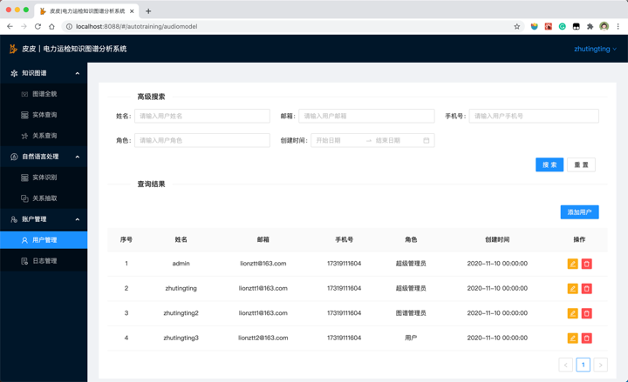 皮皮|电力运检知识图谱分析系统
localhost:8088/#/autotraining/audiomodel
皮皮 | 电力运检知识图谱分析系统
zhutingting
知识图谱
图谱全貌
实体查询
关系查询
自然语言处理
实体识别
关系抽取
账户管理
用户管理
日志管理
高级搜索
姓名: 请输入用户姓名 邮箱: 请输入用户邮箱 手机号: 请输入用户手机号
角色: 请输入用户角色 创建时间: 开始日期 → 结束日期
搜 索 重 置
查询结果
添加用户
序号 姓名 邮箱 手机号 角色 创建时间 操作
1 admin lionztt@163.com 17319111604 超级管理员 2020-11-10 00:00:00
2 zhutingting lionztt1@163.com 17319111604 超级管理员 2020-11-10 00:00:00
3 zhutingting2 lionztt1@163.com 17319111604 图谱管理员 2020-11-10 00:00:00
4 zhutingting3 lionztt2@163.com 17319111604 用户 2020-11-10 00:00:00
< 1 >